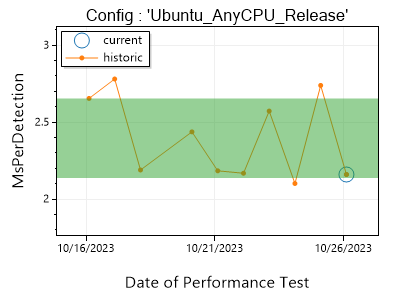 Config : 'Ubuntu_AnyCPU_Release'
current
historic
3
2.5
2
MsPerDetection
10/16/2023
10/21/2023
10/26/2023
Date of Performance Test